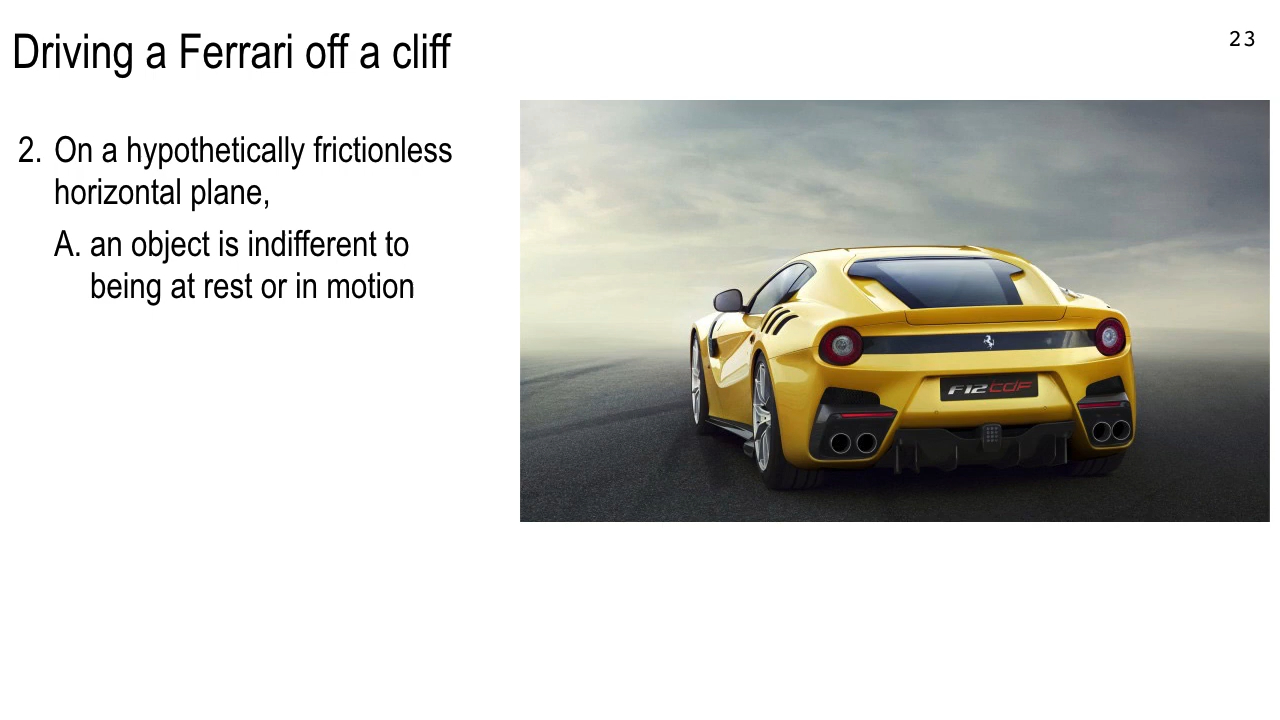 Driving a Ferrari off a cliff
23
2. On a hypothetically frictionless
horizontal plane,
A. an object is indifferent to
being at rest or in motion
F12tdf